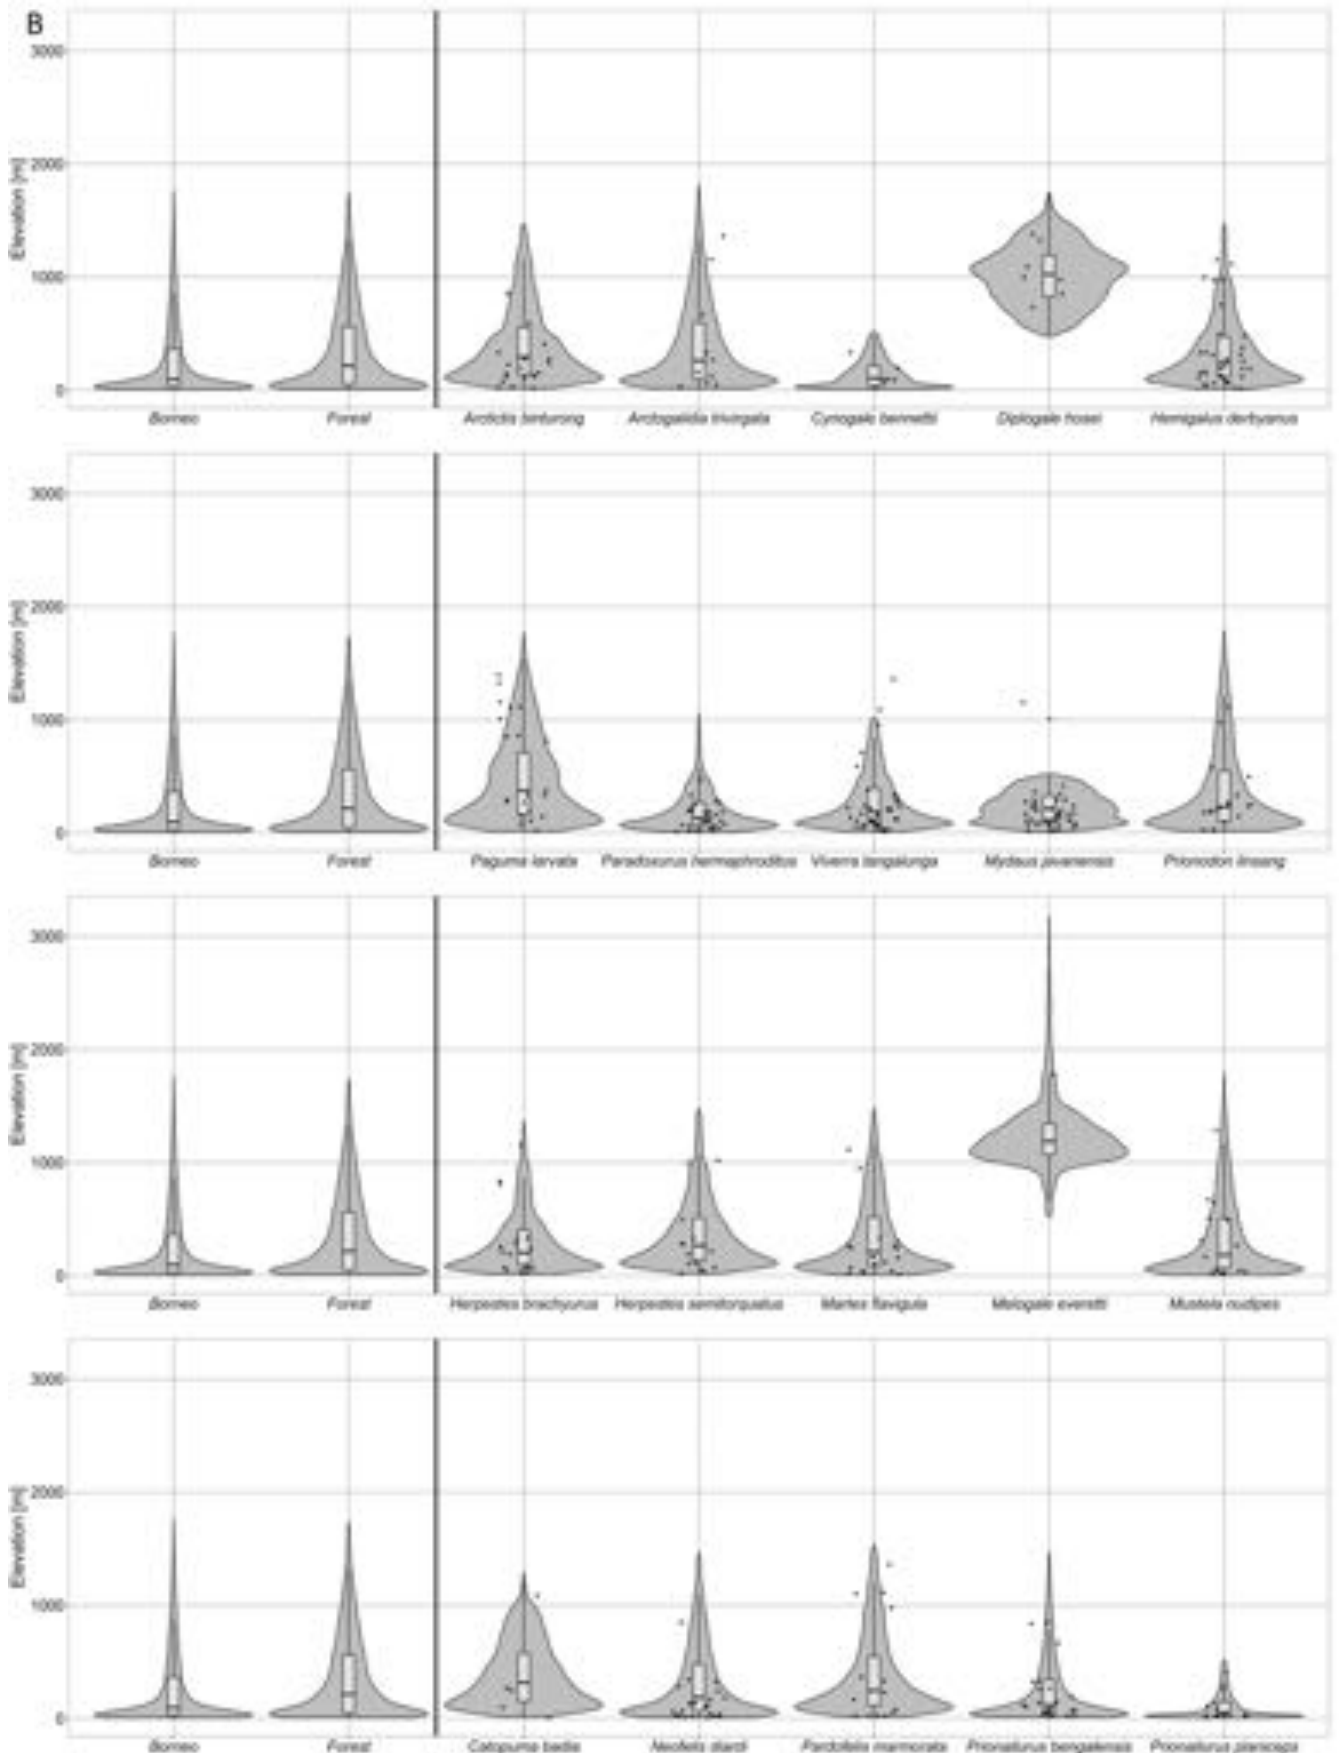 B
3000
2000
1000
0
Elevation [m]
Borneo Forest Arctictis binturong Arctogalidia trivirgata Cynogale bennettii Diplogale hosei Hemigalus derbyanus
3000
2000
1000
0
Elevation [m]
Borneo Forest Paguma larvata Paradoxurus hermaphroditus Viverra tangalunga Mydaus javanensis Prionodon linsang
3000
2000
1000
0
Elevation [m]
Borneo Forest Herpestes brachyurus Herpestes semitorquatus Martes flavigula Melogale everetti Mustela nudipes
3000
2000
1000
0
Elevation [m]
Borneo Forest Catopuma badia Neofelis diardi Pardofelis marmorata Prionailurus bengalensis Prionailurus planiceps